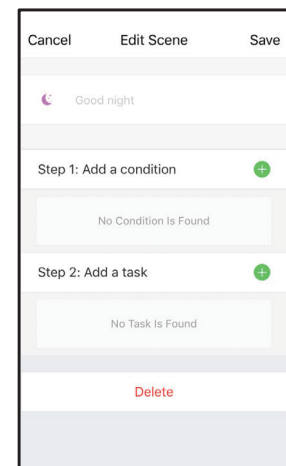 Cancel Edit Scene Save
Good night
Step 1: Add a condition
No Condition Is Found
Step 2: Add a task
No Task Is Found
Delete